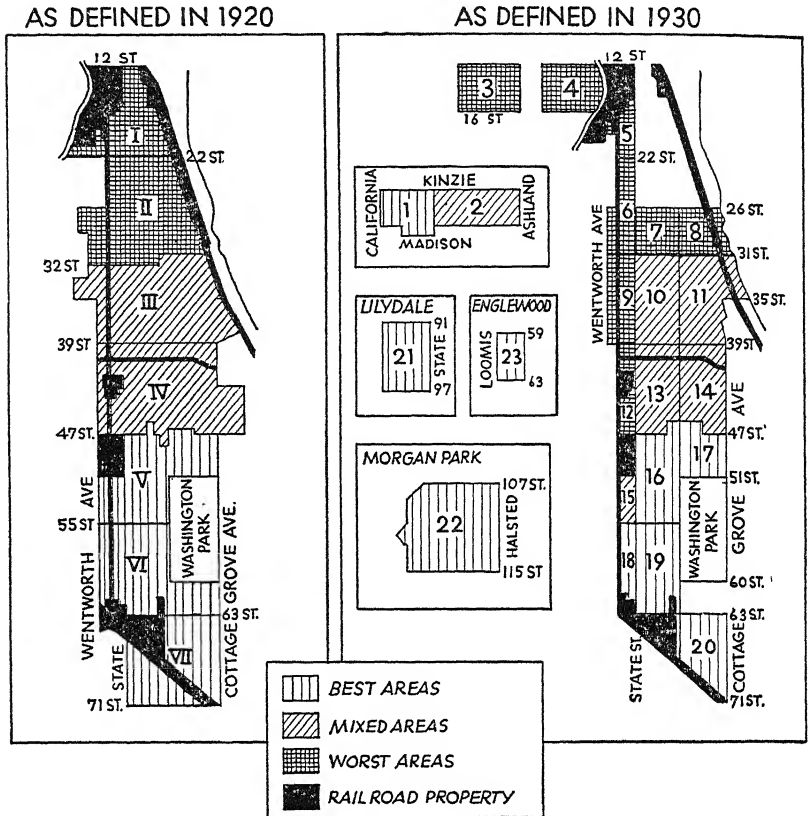 AS DEFINED IN 1920
12 ST
I
22 ST.
II
32 ST
III
39 ST
IV
47 ST.
V
WASHINGTON PARK
55 ST
VI
WENTWORTH AVE
COTTAGE GROVE AVE.
63 ST.
VII
STATE
71 ST.
AS DEFINED IN 1930
12 ST
3
4
16 ST
5
22 ST.
KINZIE
CALIFORNIA
1
2
ASHLAND
MADISON
WENTWORTH AVE
6
7
8
26 ST.
31 ST.
9
10
11
35 ST.
39 ST
LILYDALE
91
21
STATE
97
ENGLEWOOD
LOOMIS
59
23
63
12
13
14
47 ST.
MORGAN PARK
107 ST.
22
HALSTED
115 ST
15
16
17
51 ST.
WASHINGTON PARK
18
19
60 ST.
63 ST.
20
STATE ST.
COTTAGE GROVE AVE
71 ST.
BEST AREAS
MIXED AREAS
WORST AREAS
RAILROAD PROPERTY